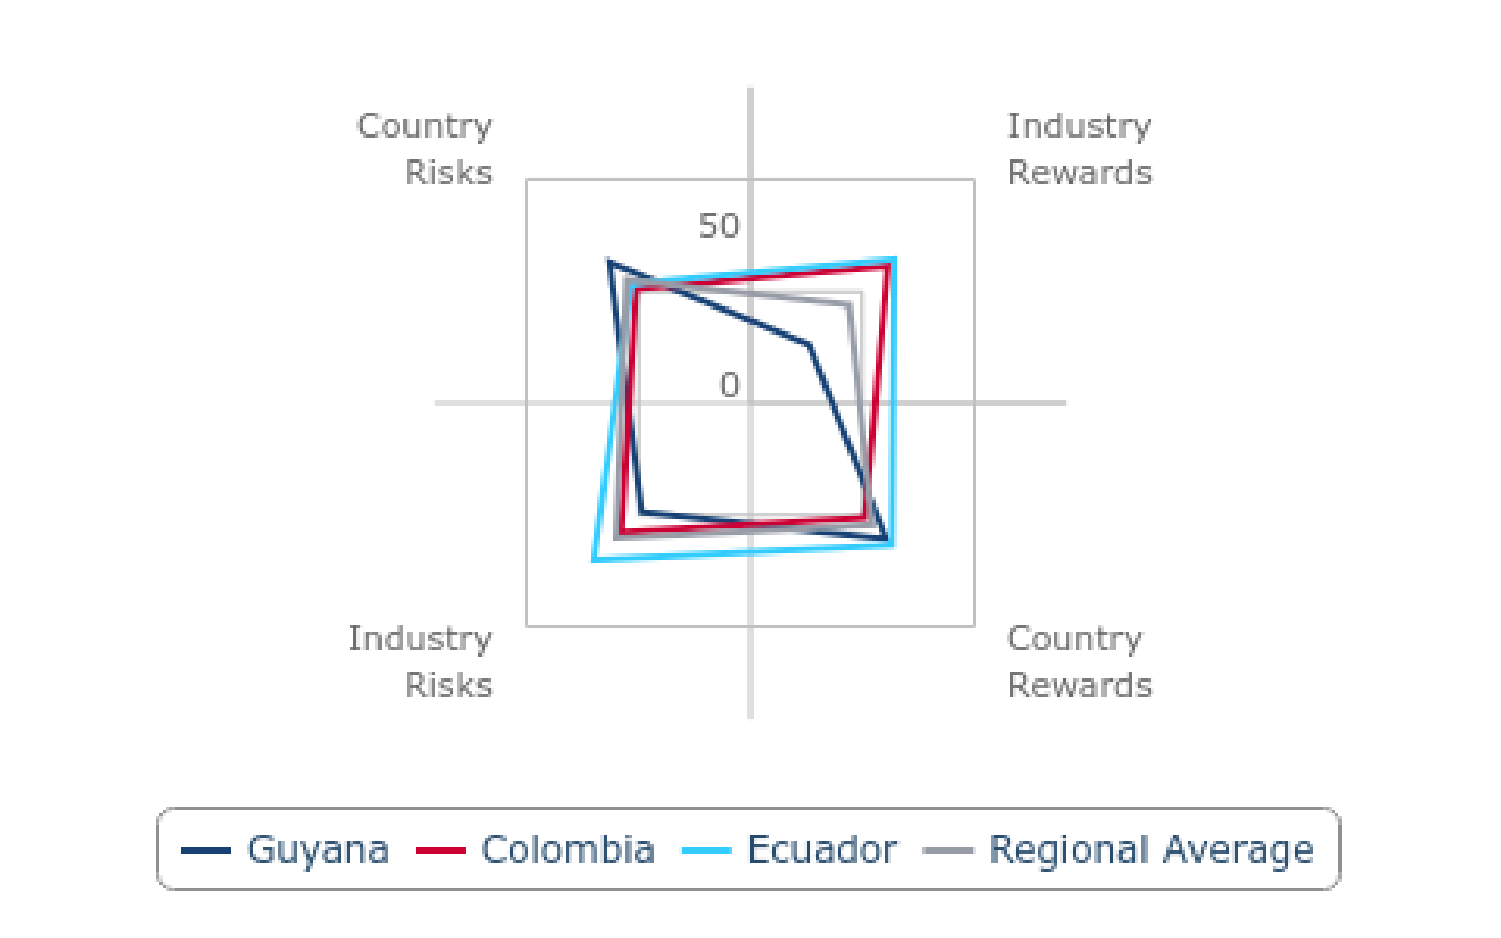 Country
Risks
Industry
Rewards
50
0
Industry
Risks
Country
Rewards
Guyana Colombia Ecuador Regional Average